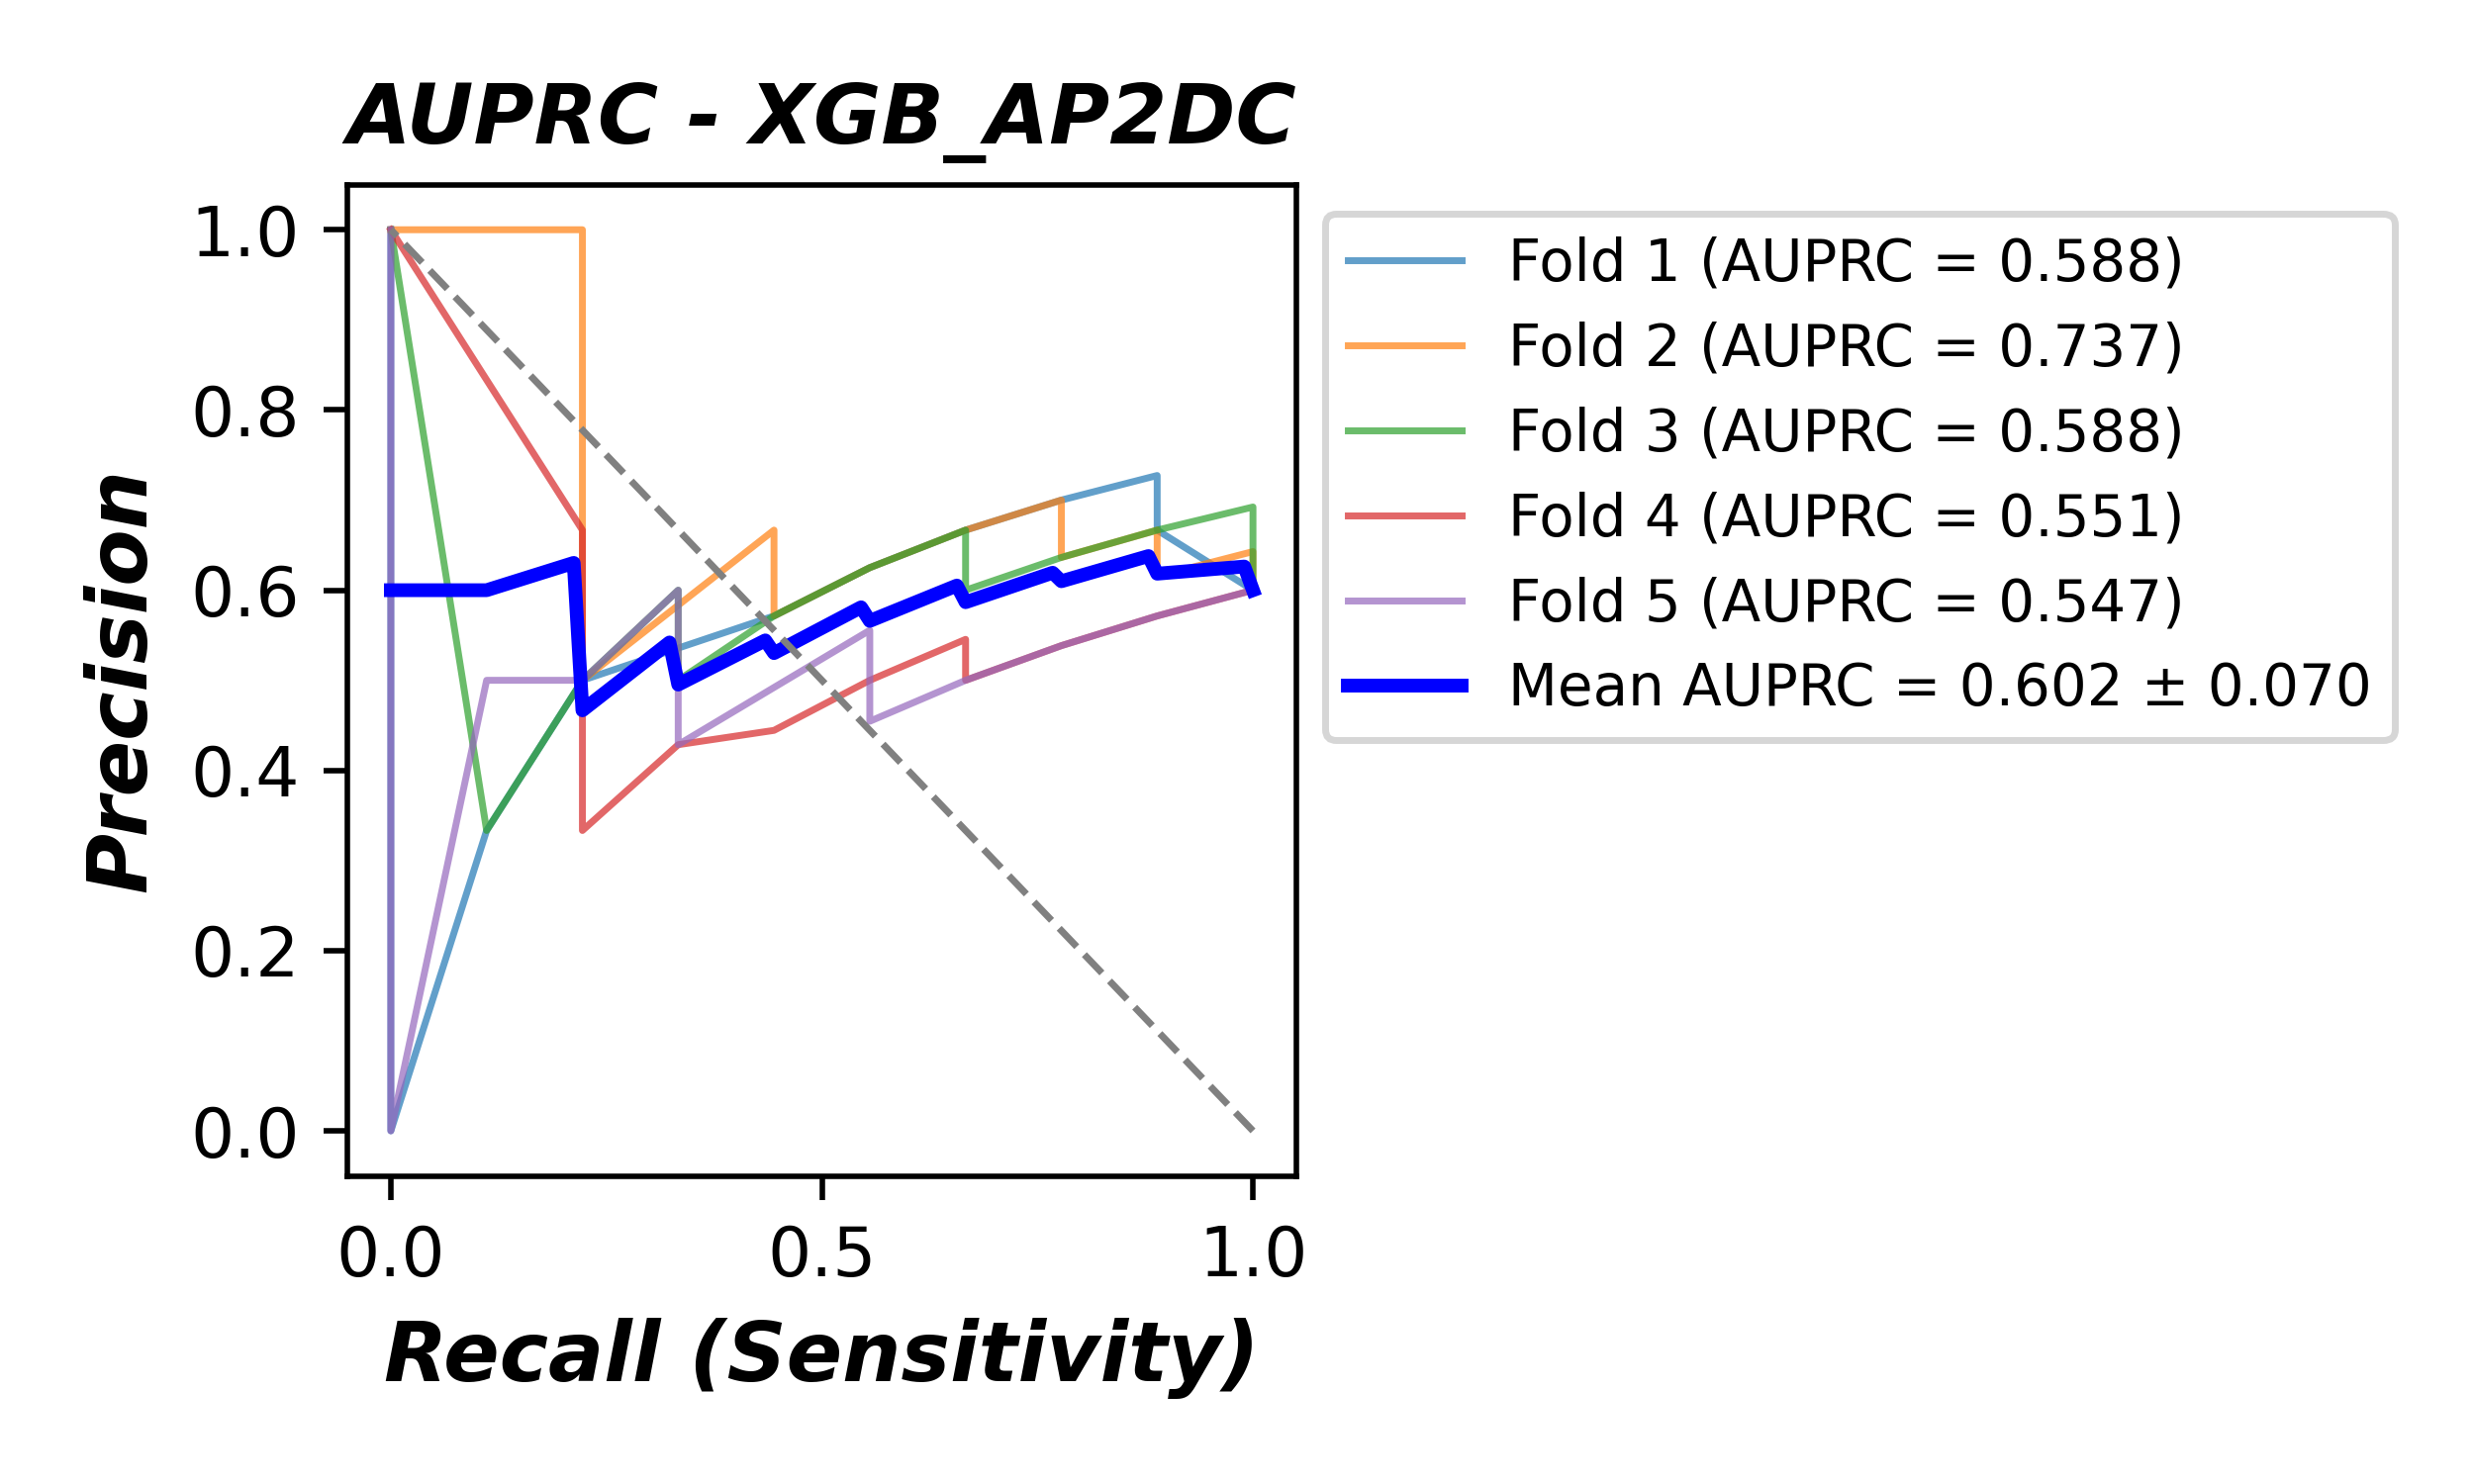 AUPRC - XGB_AP2DC
Precision
1.0
0.8
0.6
0.4
0.2
0.0
0.0
0.5
1.0
Recall (Sensitivity)
Fold 1 (AUPRC = 0.588)
Fold 2 (AUPRC = 0.737)
Fold 3 (AUPRC = 0.588)
Fold 4 (AUPRC = 0.551)
Fold 5 (AUPRC = 0.547)
Mean AUPRC = 0.602 ± 0.070